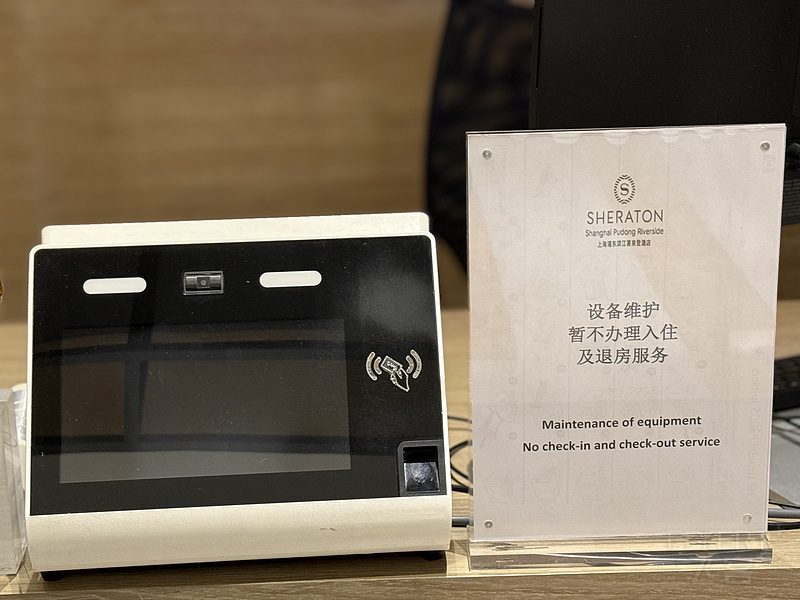 S
SHERATON
Shanghai Pudong Riverside
上海浦东滨江喜来登酒店
设备维护
暂不办理入住
及退房服务
Maintenance of equipment
No check-in and check-out service